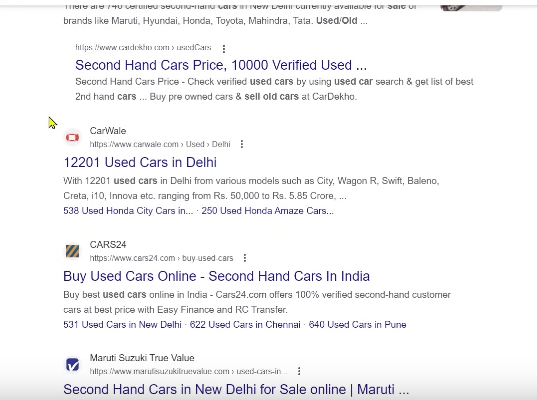 There are 746 certified second-hand cars in New Delhi currently available for sale of
brands like Maruti, Hyundai, Honda, Toyota, Mahindra, Tata. Used/Old ...
https://www.cardekho.com › usedCars
Second Hand Cars Price, 10000 Verified Used ...
Second Hand Cars Price - Check verified used cars by using used car search & get list of best
2nd hand cars ... Buy pre owned cars & sell old cars at CarDekho.
CarWale
https://www.carwale.com › Used › Delhi
12201 Used Cars in Delhi
With 12201 used cars in Delhi from various models such as City, Wagon R, Swift, Baleno,
Creta, i10, Innova etc. ranging from Rs. 50,000 to Rs. 5.85 Crore, ...
538 Used Honda City Cars in... · 250 Used Honda Amaze Cars...
CARS24
https://www.cars24.com › buy-used-cars
Buy Used Cars Online - Second Hand Cars In India
Buy best used cars online in India - Cars24.com offers 100% verified second-hand customer
cars at best price with Easy Finance and RC Transfer.
531 Used Cars in New Delhi · 622 Used Cars in Chennai · 640 Used Cars in Pune
Maruti Suzuki True Value
https://www.marutisuzukitruevalue.com › used-cars-in...
Second Hand Cars in New Delhi for Sale online | Maruti ...